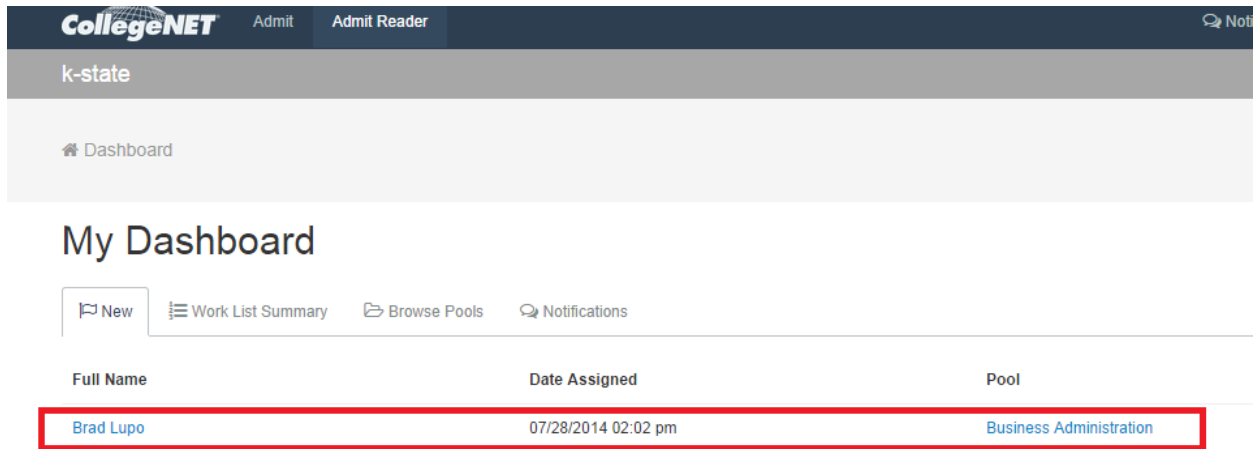 CollegeNET Admit Admit Reader
k-state
Dashboard
My Dashboard
New Work List Summary Browse Pools Notifications
Full Name Date Assigned Pool
Brad Lupo 07/28/2014 02:02 pm Business Administration